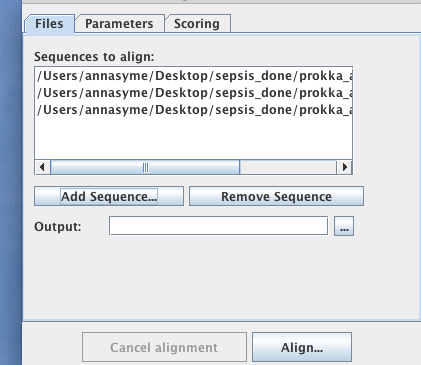 Files Parameters Scoring
Sequences to align:
/Users/annasyme/Desktop/sepsis_done/prokka_a
/Users/annasyme/Desktop/sepsis_done/prokka_a
/Users/annasyme/Desktop/sepsis_done/prokka_a
Add Sequence... Remove Sequence
Output: ...
Cancel alignment Align...